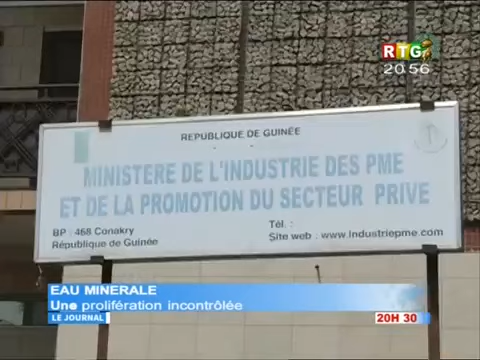 RTG
20:56
REPUBLIQUE DE GUINÉE
MINISTERE DE L'INDUSTRIE DES PME
ET DE LA PROMOTION DU SECTEUR PRIVE
BP : 468 Conakry
République de Guinée
Tél. :
Site web : www.industriepme.com
EAU MINERALE
Une prolifération incontrôlée
LE JOURNAL
20H 30